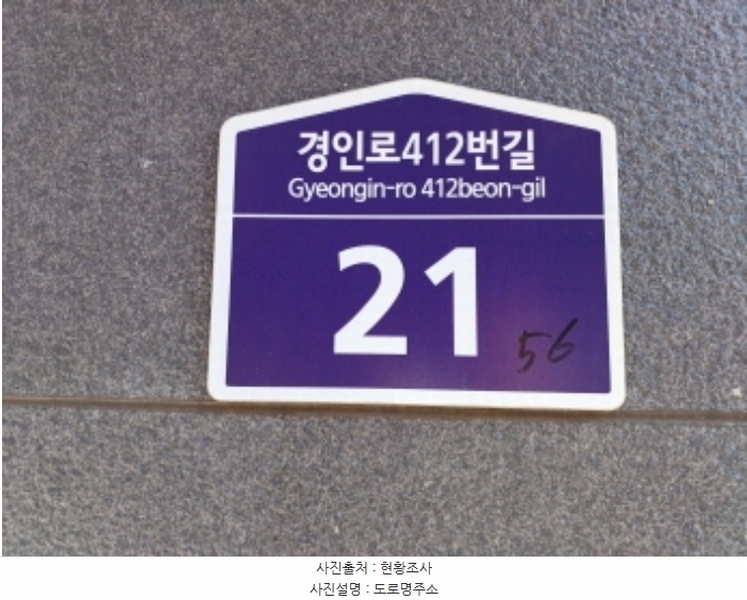 경인로412번길
Gyeongin-ro 412beon-gil
21
56
사진출처 : 현황조사
사진설명 : 도로명주소